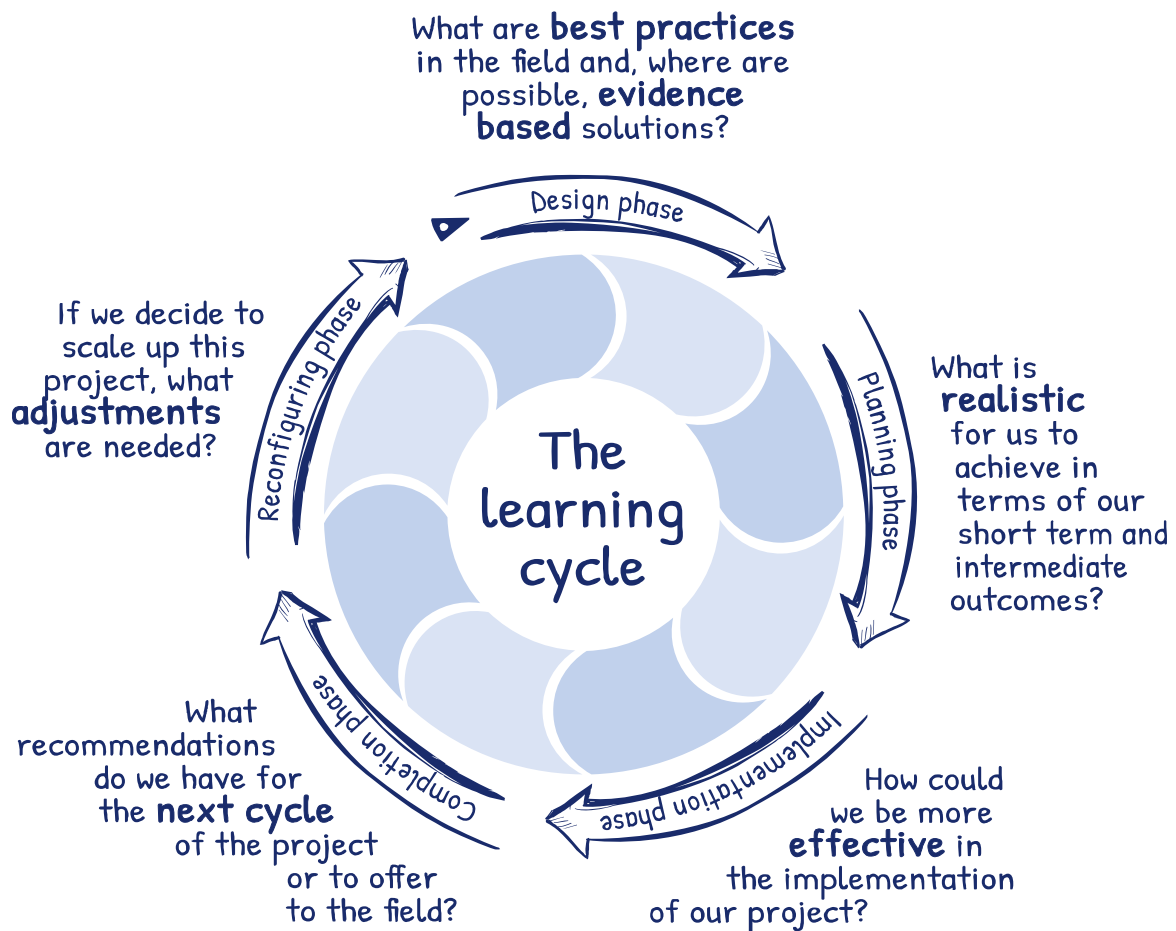 What are best practices
in the field and, where are
possible, evidence
based solutions?
Design phase
Planning phase
What is
realistic
for us to
achieve in
terms of our
short term and
intermediate
outcomes?
Implementation phase
How could
we be more
effective in
the implementation
of our project?
Completion phase
What
recommendations
do we have for
the next cycle
of the project
or to offer
to the field?
Reconfiguring phase
If we decide to
scale up this
project, what
adjustments
are needed?
The
learning
cycle